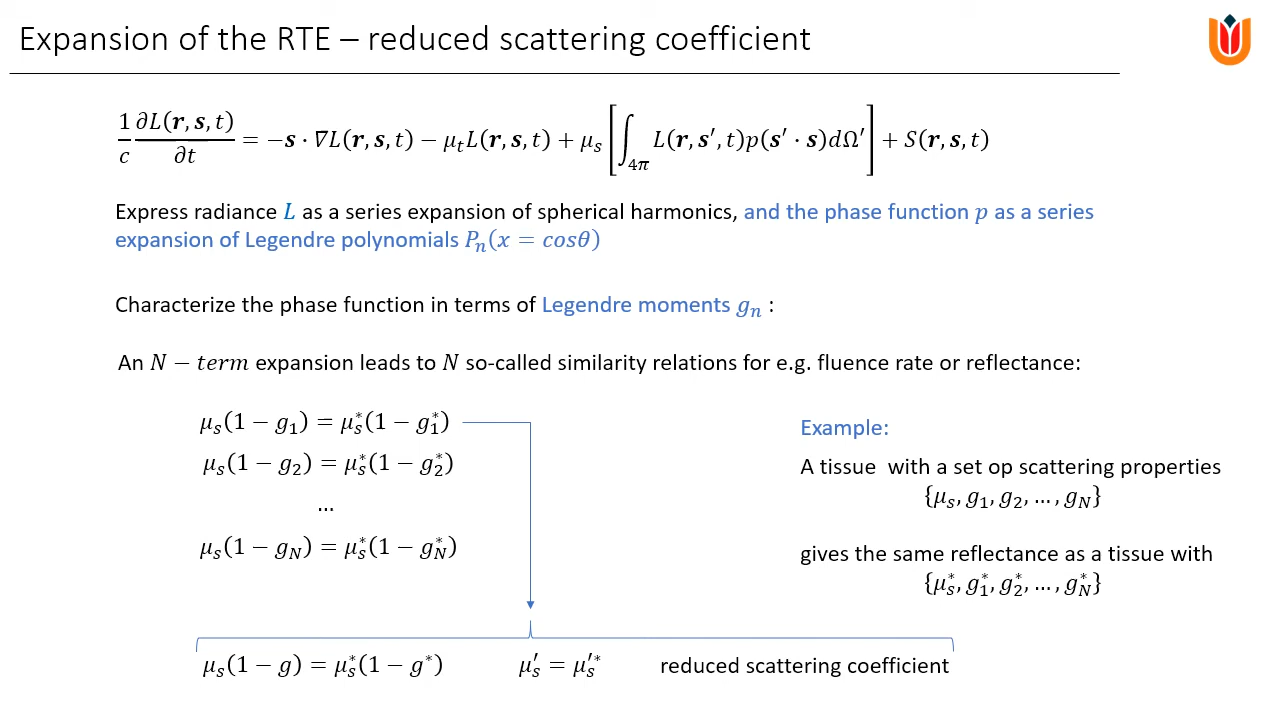 Expansion of the RTE – reduced scattering coefficient
1/c ∂L(r, s, t)/∂t = −s · ∇L(r, s, t) − μₜL(r, s, t) + μₛ[∫₄π L(r, s′, t)p(s′ · s)dΩ′] + S(r, s, t)
Express radiance L as a series expansion of spherical harmonics, and the phase function p as a series
expansion of Legendre polynomials Pₙ(x = cosθ)
Characterize the phase function in terms of Legendre moments gₙ :
An N − term expansion leads to N so-called similarity relations for e.g. fluence rate or reflectance:
μₛ(1 − g₁) = μₛ*(1 − g₁*)
μₛ(1 − g₂) = μₛ*(1 − g₂*)
...
μₛ(1 − g_N) = μₛ*(1 − g_N*)
Example:
A tissue with a set op scattering properties
{μₛ, g₁, g₂, … , g_N}
gives the same reflectance as a tissue with
{μₛ*, g₁*, g₂*, … , g_N*}
μₛ(1 − g) = μₛ*(1 − g*) μₛ′ = μₛ′* reduced scattering coefficient